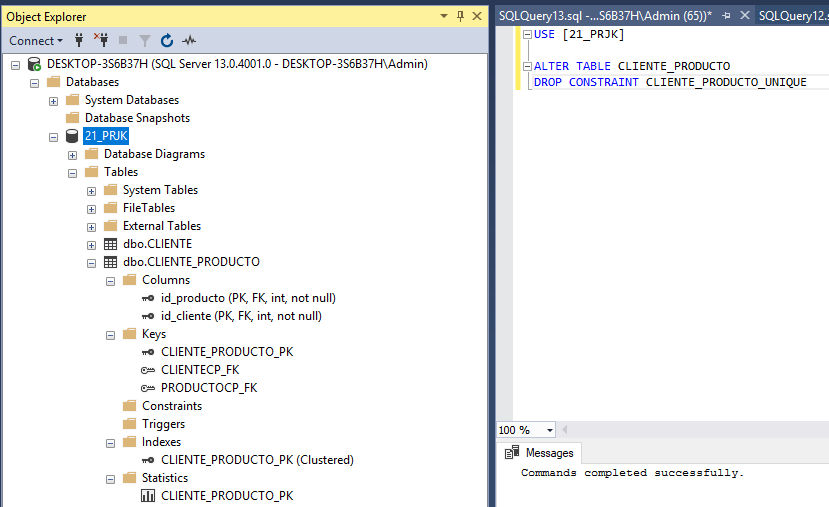 Object Explorer
Connect
DESKTOP-3S6B37H (SQL Server 13.0.4001.0 - DESKTOP-3S6B37H\Admin)
Databases
System Databases
Database Snapshots
21_PRJK
Database Diagrams
Tables
System Tables
FileTables
External Tables
dbo.CLIENTE
dbo.CLIENTE_PRODUCTO
Columns
id_producto (PK, FK, int, not null)
id_cliente (PK, FK, int, not null)
Keys
CLIENTE_PRODUCTO_PK
CLIENTECP_FK
PRODUCTOCP_FK
Constraints
Triggers
Indexes
CLIENTE_PRODUCTO_PK (Clustered)
Statistics
CLIENTE_PRODUCTO_PK
SQLQuery13.sql -...S6B37H\Admin (65))* SQLQuery12.s
USE [21_PRJK]
ALTER TABLE CLIENTE_PRODUCTO
DROP CONSTRAINT CLIENTE_PRODUCTO_UNIQUE
100 %
Messages
Commands completed successfully.